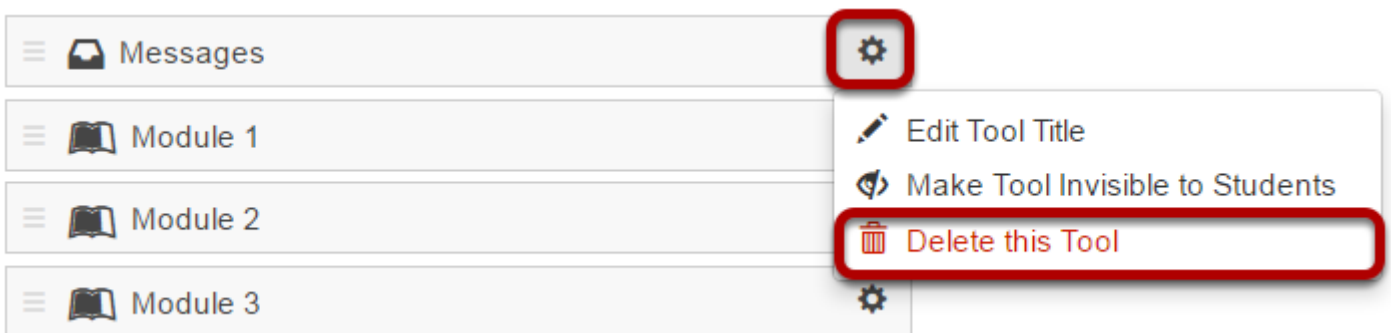 Messages
Module 1
Edit Tool Title
Make Tool Invisible to Students
Module 2
Delete this Tool
Module 3